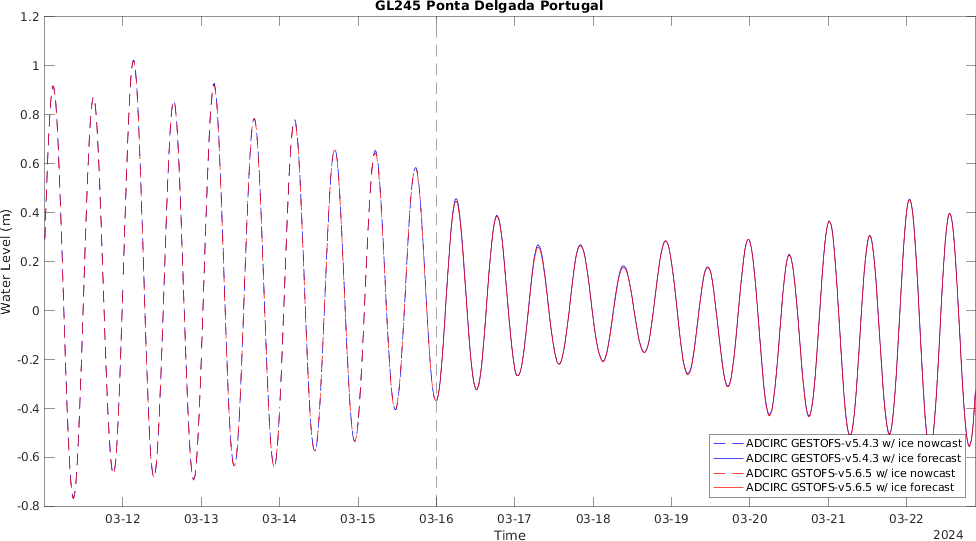 GL245 Ponta Delgada Portugal
1.2
1
0.8
0.6
0.4
0.2
0
-0.2
-0.4
-0.6
-0.8
Water Level (m)
ADCIRC GESTOFS-v5.4.3 w/ ice nowcast
ADCIRC GESTOFS-v5.4.3 w/ ice forecast
ADCIRC GSTOFS-v5.6.5 w/ ice nowcast
ADCIRC GSTOFS-v5.6.5 w/ ice forecast
03-12 03-13 03-14 03-15 03-16 03-17 03-18 03-19 03-20 03-21 03-22
Time
2024